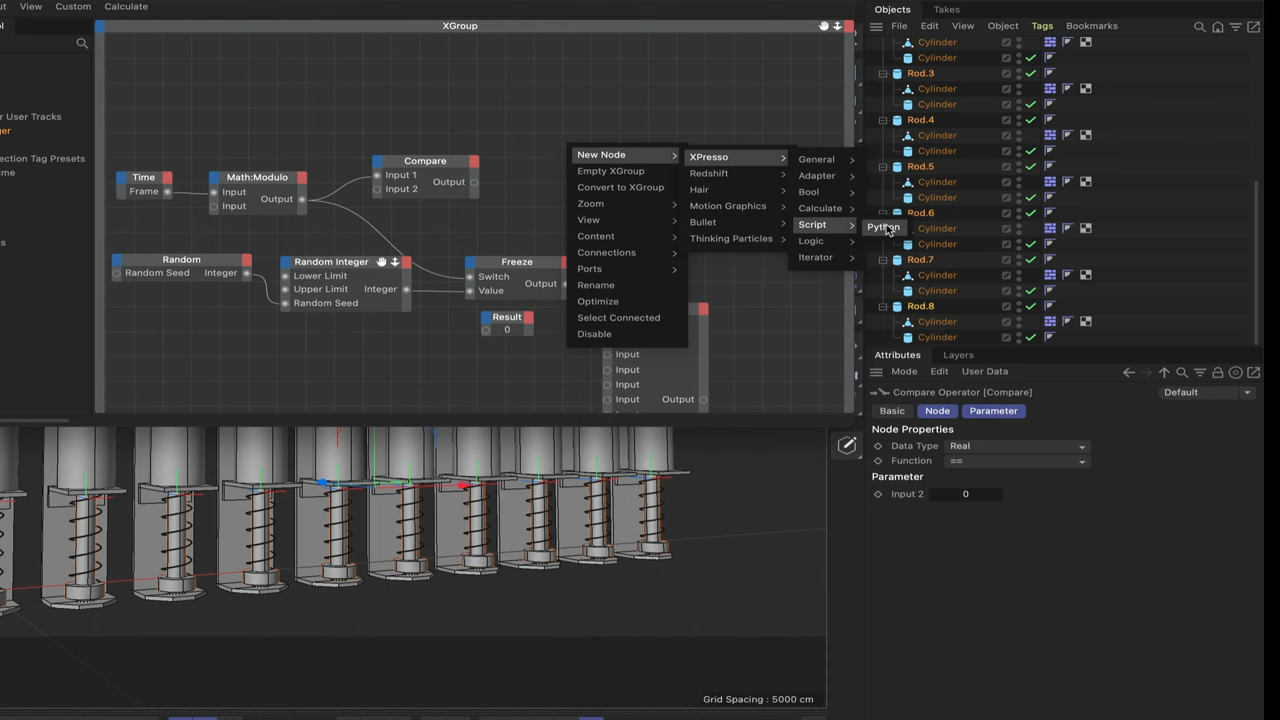 View Custom Calculate
XGroup
er User Tracks
ection Tag Presets
Time
Frame
Math:Modulo
Input
Output
Input
Compare
Input 1
Input 2
Output
Random
Random Seed Integer
Random Integer
Lower Limit
Upper Limit Integer
Random Seed
Freeze
Switch
Output
Value
Result
0
Input
Input
Input
Input Output
New Node
Empty XGroup
Convert to XGroup
Zoom
View
Content
Connections
Ports
Rename
Optimize
Select Connected
Disable
XPresso
Redshift
Hair
Motion Graphics
Bullet
Thinking Particles
General
Adapter
Bool
Calculate
Script
Logic
Iterator
Python
Grid Spacing : 5000 cm
Objects Takes
File Edit View Object Tags Bookmarks
Cylinder
Cylinder
Rod.3
Cylinder
Cylinder
Rod.4
Cylinder
Cylinder
Rod.5
Cylinder
Cylinder
Rod.6
Cylinder
Cylinder
Rod.7
Cylinder
Cylinder
Rod.8
Cylinder
Cylinder
Attributes Layers
Mode Edit User Data
Compare Operator [Compare]
Default
Basic Node Parameter
Node Properties
Data Type Real
Function ==
Parameter
Input 2 0